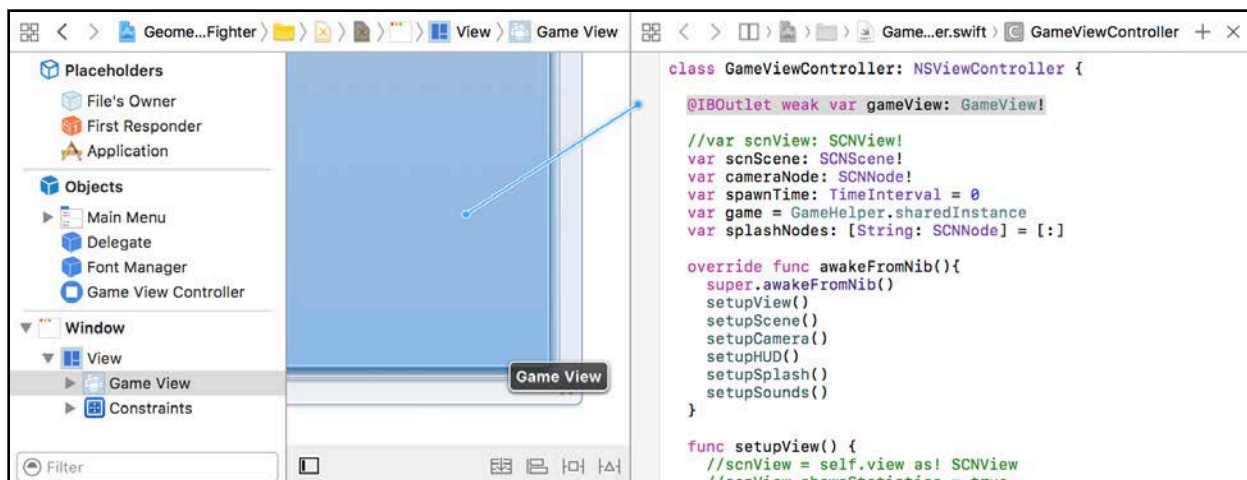 Geome...Fighter View Game View
Game...er.swift GameViewController
Placeholders
File's Owner
First Responder
Application
Objects
Main Menu
Delegate
Font Manager
Game View Controller
Window
View
Game View
Constraints
Filter
Game View
class GameViewController: NSViewController {
@IBOutlet weak var gameView: GameView!
//var scnView: SCNView!
var scnScene: SCNScene!
var cameraNode: SCNNode!
var spawnTime: TimeInterval = 0
var game = GameHelper.sharedInstance
var splashNodes: [String: SCNNode] = [:]
override func awakeFromNib(){
super.awakeFromNib()
setupView()
setupScene()
setupCamera()
setupHUD()
setupSplash()
setupSounds()
}
func setupView() {
//scnView = self.view as! SCNView
//scnView.showsStatistics = true